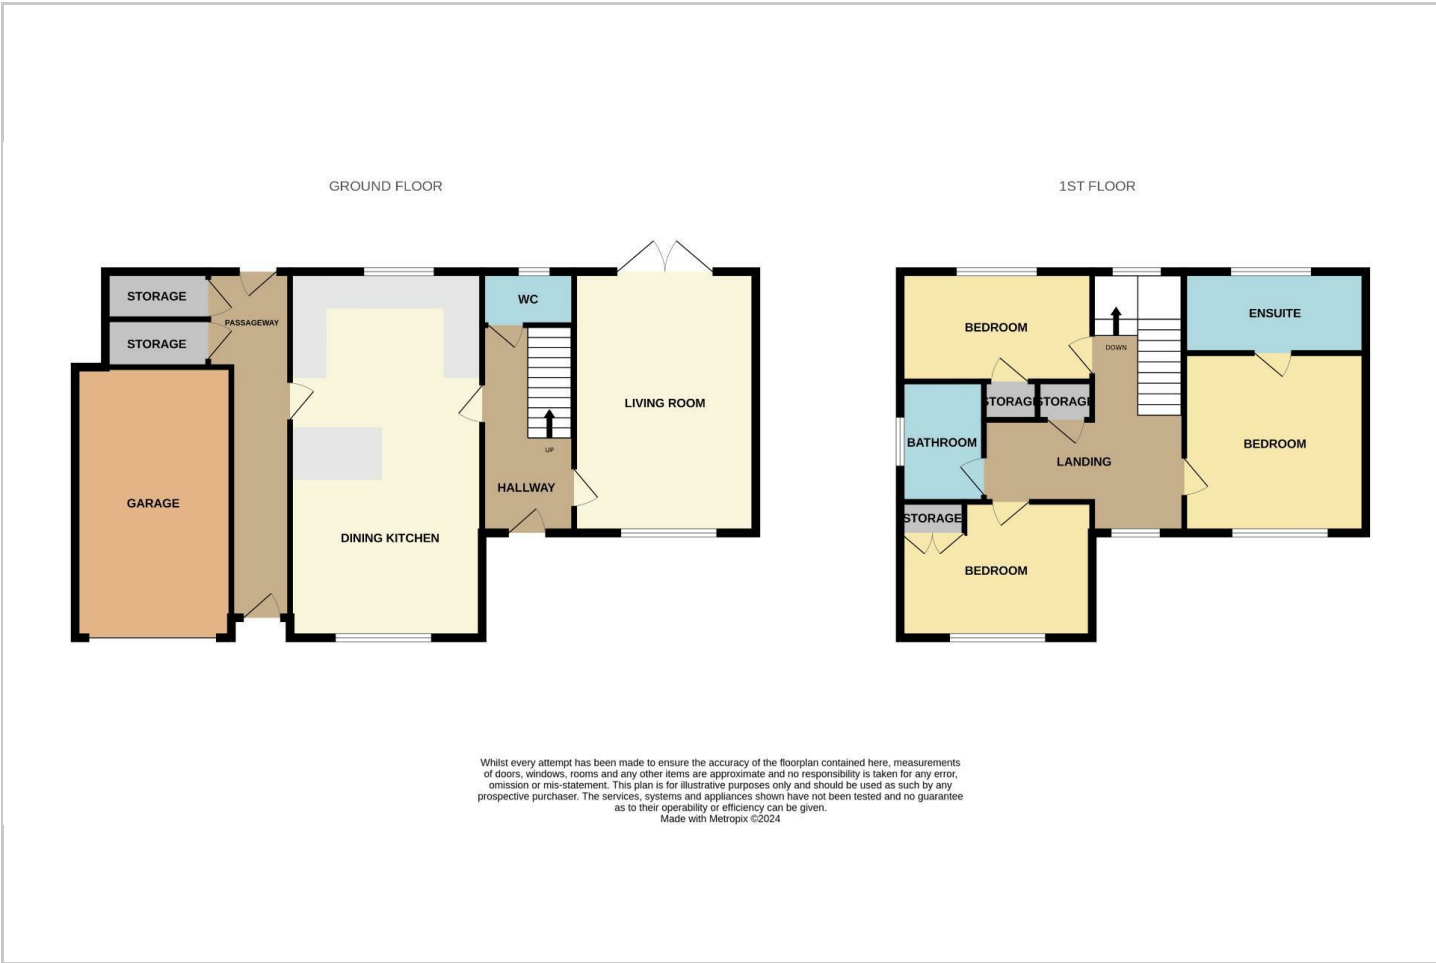 GROUND FLOOR
1ST FLOOR
STORAGE
STORAGE
PASSAGEWAY
GARAGE
DINING KITCHEN
WC
UP
HALLWAY
LIVING ROOM
BEDROOM
DOWN
ENSUITE
STORAGE
STORAGE
BATHROOM
LANDING
BEDROOM
STORAGE
BEDROOM
Whilst every attempt has been made to ensure the accuracy of the floorplan contained here, measurements
of doors, windows, rooms and any other items are approximate and no responsibility is taken for any error,
omission or mis-statement. This plan is for illustrative purposes only and should be used as such by any
prospective purchaser. The services, systems and appliances shown have not been tested and no guarantee
as to their operability or efficiency can be given.
Made with Metropix ©2024